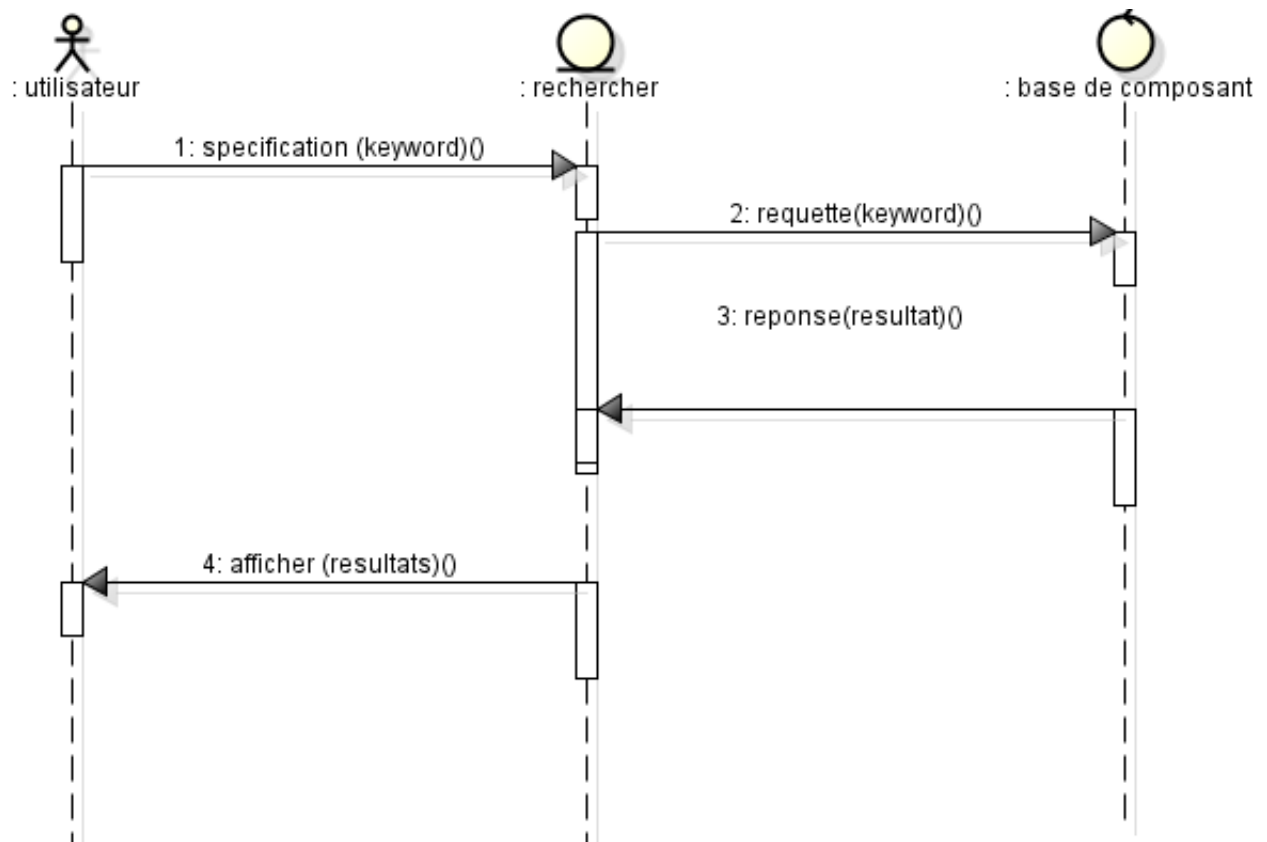 : utilisateur
: rechercher
: base de composant
1: specification (keyword)()
2: requette(keyword)()
3: reponse(resultat)()
4: afficher (resultats)()